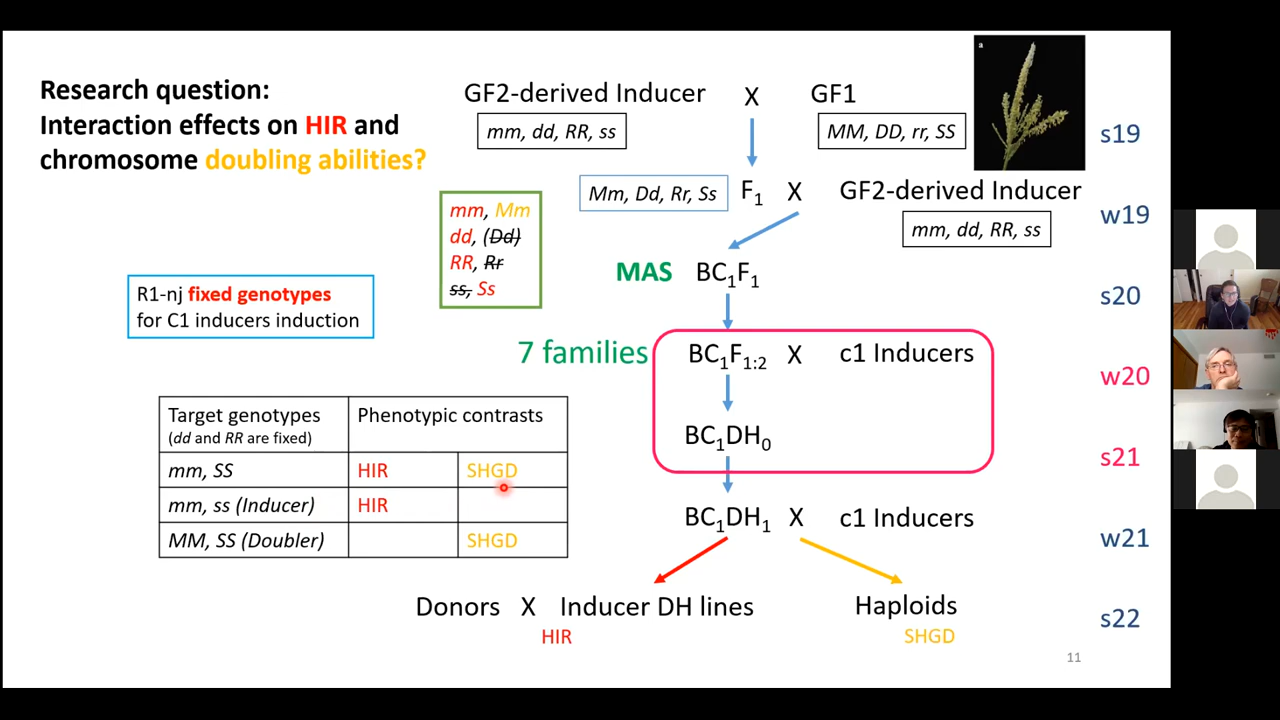 Research question:
Interaction effects on HIR and
chromosome doubling abilities?
GF2-derived Inducer X GF1
mm, dd, RR, ss
MM, DD, rr, SS
a
s19
Mm, Dd, Rr, Ss F1 X GF2-derived Inducer
mm, dd, RR, ss
w19
mm, Mm
dd, (Dd)
RR, Rr
ss, Ss
MAS BC1F1
s20
R1-nj fixed genotypes
for C1 inducers induction
7 families BC1F1:2 X c1 Inducers
w20
BC1DH0
s21
Target genotypes
(dd and RR are fixed)
Phenotypic contrasts
mm, SS HIR SHGD
mm, ss (Inducer) HIR
MM, SS (Doubler) SHGD
BC1DH1 X c1 Inducers
w21
Donors X Inducer DH lines
HIR
Haploids
SHGD
s22
11